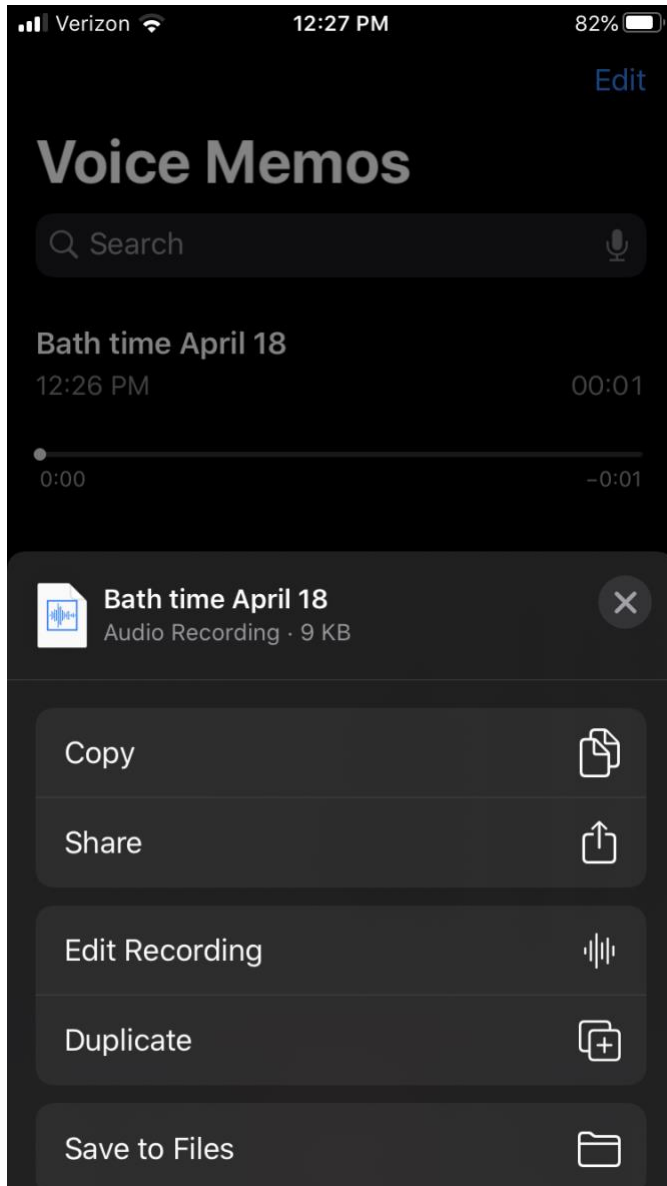 Verizon 12:27 PM 82%
Edit
Voice Memos
Search
Bath time April 18
12:26 PM 00:01
0:00 −0:01
Bath time April 18
Audio Recording · 9 KB
Copy
Share
Edit Recording
Duplicate
Save to Files